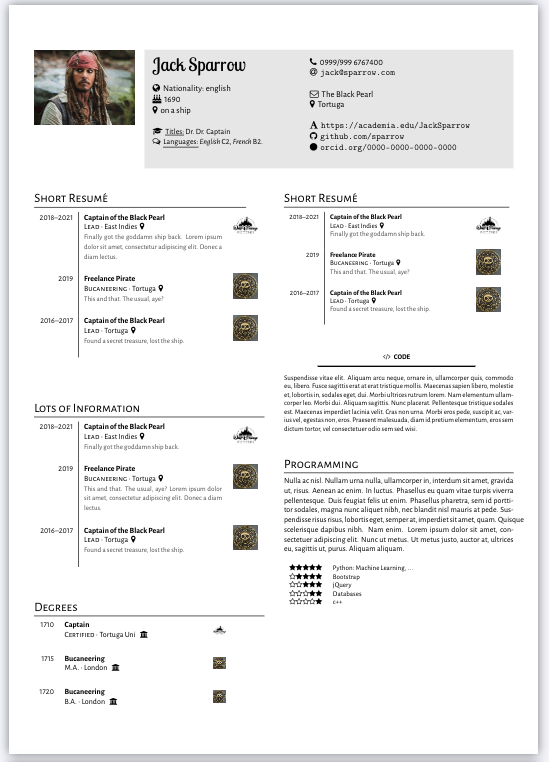 Jack Sparrow
Nationality: english
1690
on a ship
Titles: Dr. Dr. Captain
Languages: English C2, French B2.
0999/999 6767400
jack@sparrow.com
The Black Pearl
Tortuga
https://academia.edu/JackSparrow
github.com/sparrow
orcid.org/0000-0000-0000-0000
Short Resumé
2018–2021 Captain of the Black Pearl
Lead · East Indies
Finally got the goddamn ship back. Lorem ipsum
dolor sit amet, consectetur adipiscing elit. Donec a
diam lectus.
2019 Freelance Pirate
Bucaneering · Tortuga
This and that. The usual, aye?
2016–2017 Captain of the Black Pearl
Lead · Tortuga
Found a secret treasure, lost the ship.
Lots of Information
2018–2021 Captain of the Black Pearl
Lead · East Indies
Finally got the goddamn ship back.
2019 Freelance Pirate
Bucaneering · Tortuga
This and that. The usual, aye? Lorem ipsum dolor
sit amet, consectetur adipiscing elit. Donec a diam
lectus.
2016–2017 Captain of the Black Pearl
Lead · Tortuga
Found a secret treasure, lost the ship.
Degrees
1710 Captain
Certified · Tortuga Uni
1715 Bucaneering
M.A. · London
1720 Bucaneering
B.A. · London
Short Resumé
2018–2021 Captain of the Black Pearl
Lead · East Indies
Finally got the goddamn ship back.
2019 Freelance Pirate
Bucaneering · Tortuga
This and that. The usual, aye?
2016–2017 Captain of the Black Pearl
Lead · Tortuga
Found a secret treasure, lost the ship.
</> CODE
Suspendisse vitae elit. Aliquam arcu neque, ornare in, ullamcorper quis, commodo
eu, libero. Fusce sagittis erat at erat tristique mollis. Maecenas sapien libero, molestie
et, lobortis in, sodales eget, dui. Morbi ultrices rutrum lorem. Nam elementum ullam-
corper leo. Morbi dui. Aliquam sagittis. Nunc placerat. Pellentesque tristique sodales
est. Maecenas imperdiet lacinia velit. Cras non urna. Morbi eros pede, suscipit ac, var-
ius vel, egestas non, eros. Praesent malesuada, diam id pretium elementum, eros sem
dictum tortor, vel consectetuer odio sem sed wisi.
Programming
Nulla ac nisl. Nullam urna nulla, ullamcorper in, interdum sit amet, gravida
ut, risus. Aenean ac enim. In luctus. Phasellus eu quam vitae turpis viverra
pellentesque. Duis feugiat felis ut enim. Phasellus pharetra, sem id portti-
tor sodales, magna nunc aliquet nibh, nec blandit nisl mauris at pede. Sus-
pendisse risus risus, lobortis eget, semper at, imperdiet sit amet, quam. Quisque
scelerisque dapibus nibh. Nam enim. Lorem ipsum dolor sit amet, con-
sectetuer adipiscing elit. Nunc ut metus. Ut metus justo, auctor at, ultrices
eu, sagittis ut, purus. Aliquam aliquam.
★★★★★ Python: Machine Learning, ...
☆★★★★ Bootstrap
☆☆★★★ jQuery
☆☆☆★★ Databases
☆☆☆☆★ c++